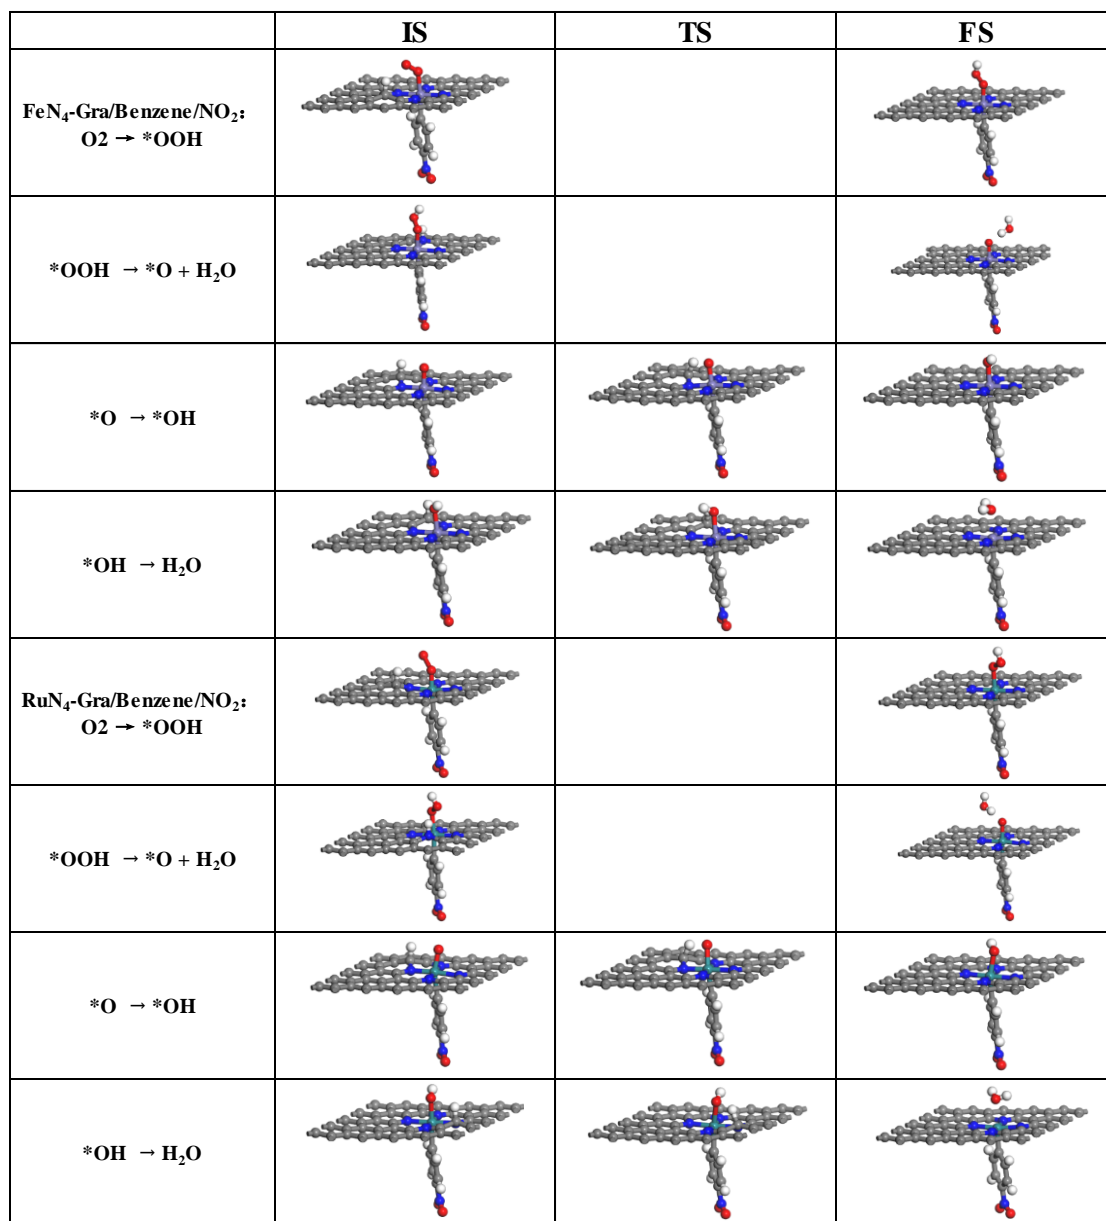 IS TS FS
FeN₄-Gra/Benzene/NO₂:
O2 → *OOH
*OOH → *O + H₂O
*O → *OH
*OH → H₂O
RuN₄-Gra/Benzene/NO₂:
O2 → *OOH
*OOH → *O + H₂O
*O → *OH
*OH → H₂O